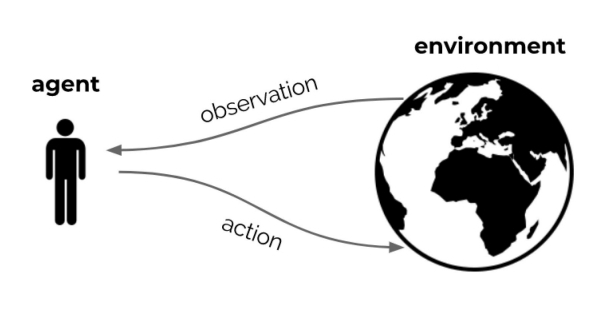 environment
agent
observation
action